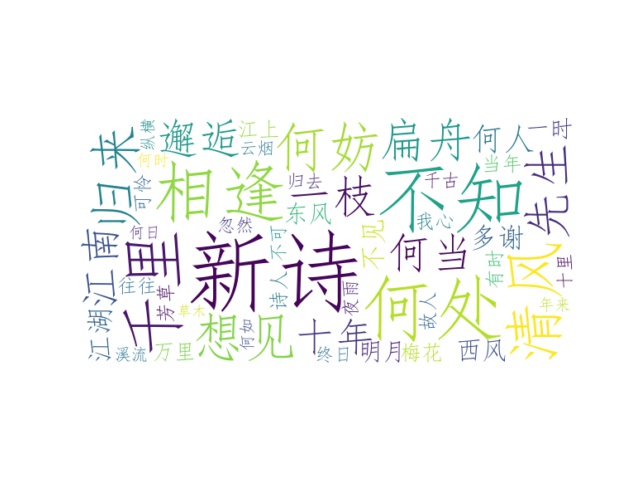 纵横
邂逅
江上
云烟
何妨
扁舟
何人
一时
归来
何时
可怜
相逢
归去
一枝
不知
千古
当年
先生
东风
我心
多谢
忽然
不可
不见
何日
江南
千里
新诗
诗人
何当
有时
清风
十里
往往
芳草
草木
夜雨
何处
故人
年来
江湖
溪流
万里
想见
何如
十年
终日
明月
梅花
西风